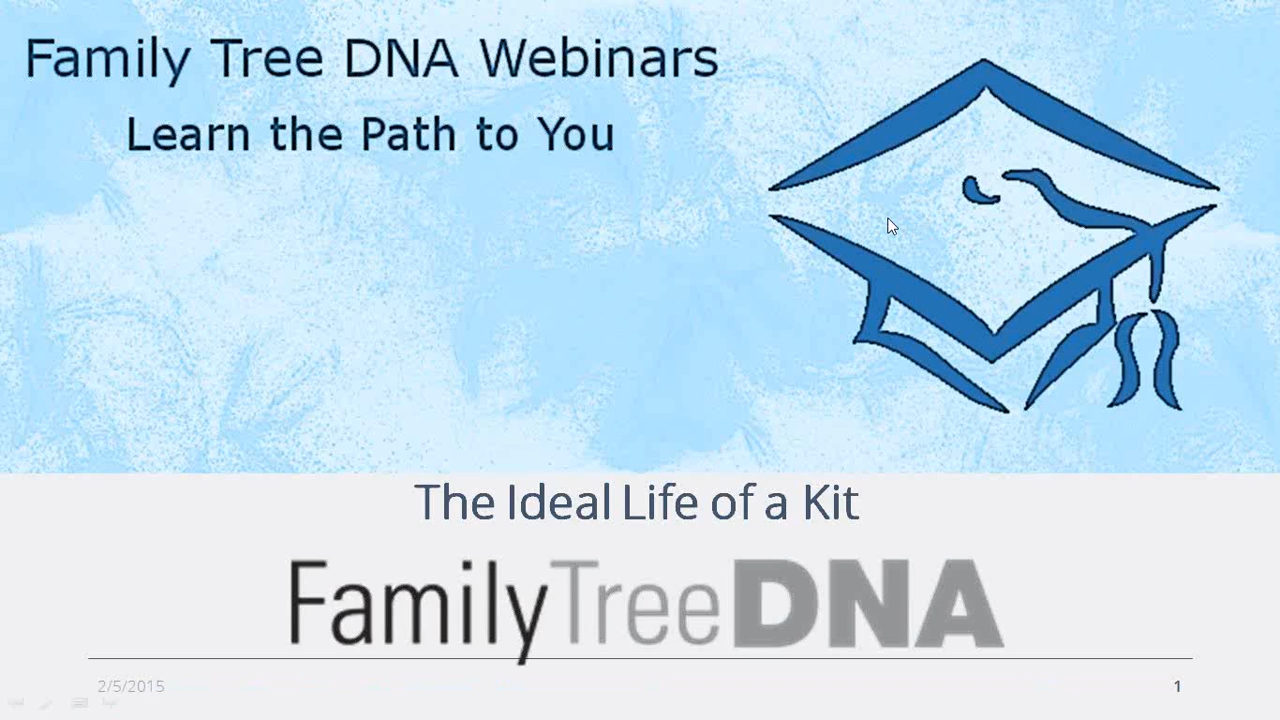 Family Tree DNA Webinars
Learn the Path to You
The Ideal Life of a Kit
FamilyTreeDNA
2/5/2015
1